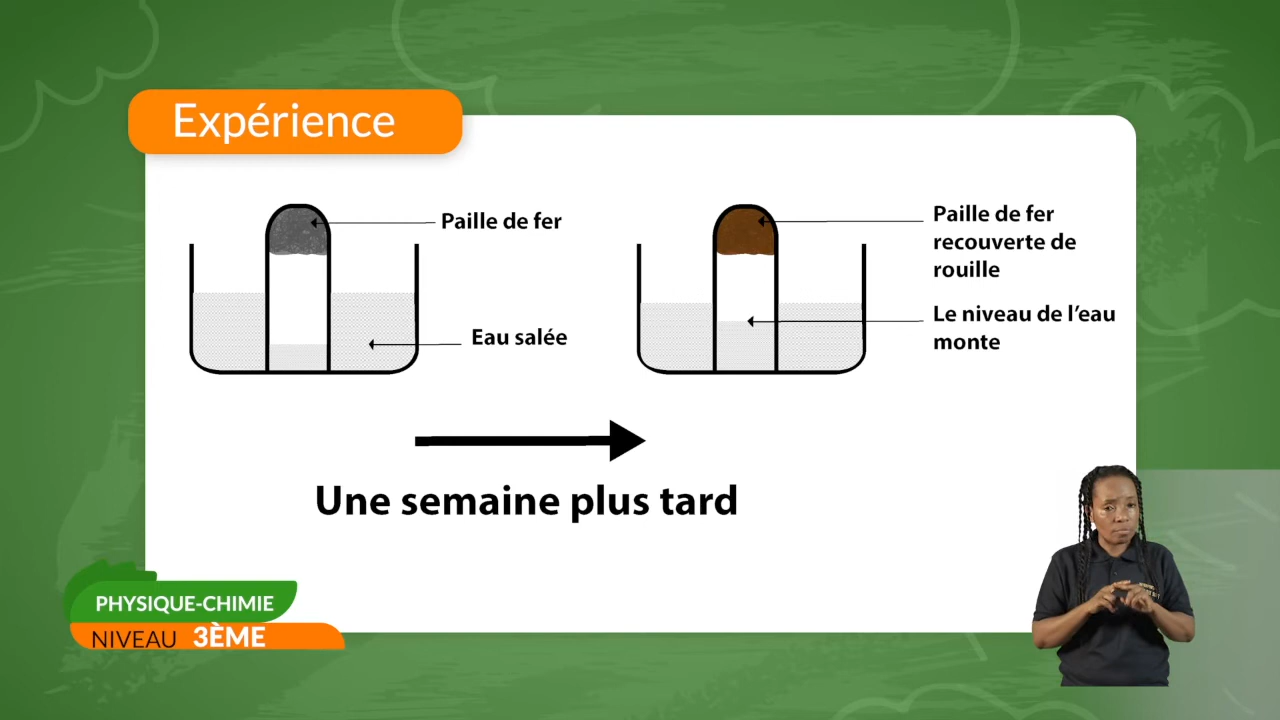 Expérience
Paille de fer
Eau salée
Paille de fer
recouverte de
rouille
Le niveau de l'eau
monte
Une semaine plus tard
PHYSIQUE-CHIMIE
NIVEAU 3ÈME